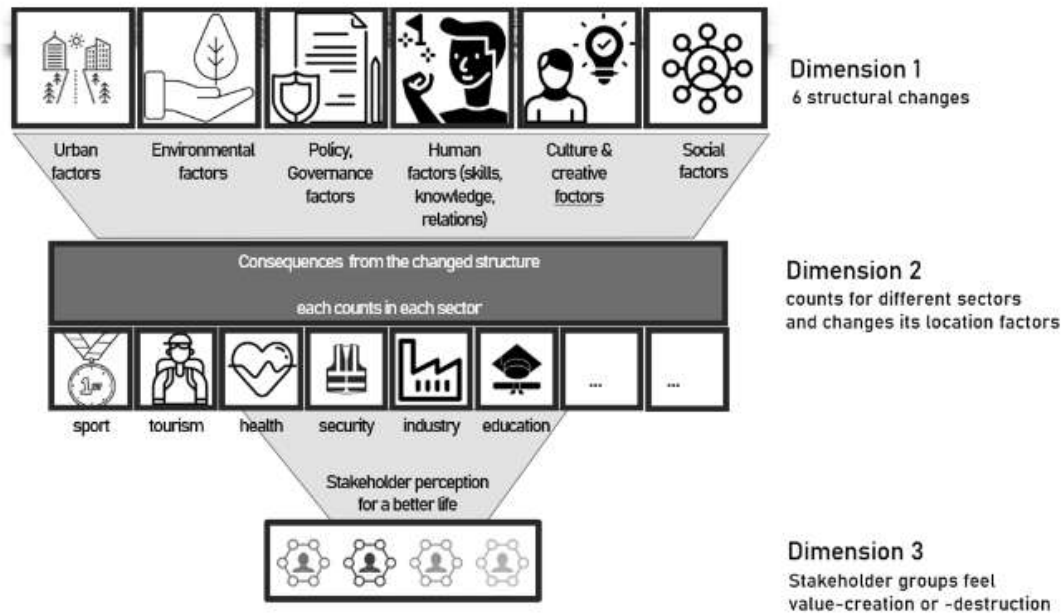 Dimension 1
6 structural changes
Urban
factors
Environmental
factors
Policy,
Governance
factors
Human
factors (skills,
knowledge,
relations)
Culture &
creative
foctors
Social
factors
Consequences from the changed structure
each counts in each sector
Dimension 2
counts for different sectors
and changes its location factors
1st
...
...
sport
tourism
health
security
industry
education
Stakeholder perception
for a better life
Dimension 3
Stakeholder groups feel
value-creation or -destruction